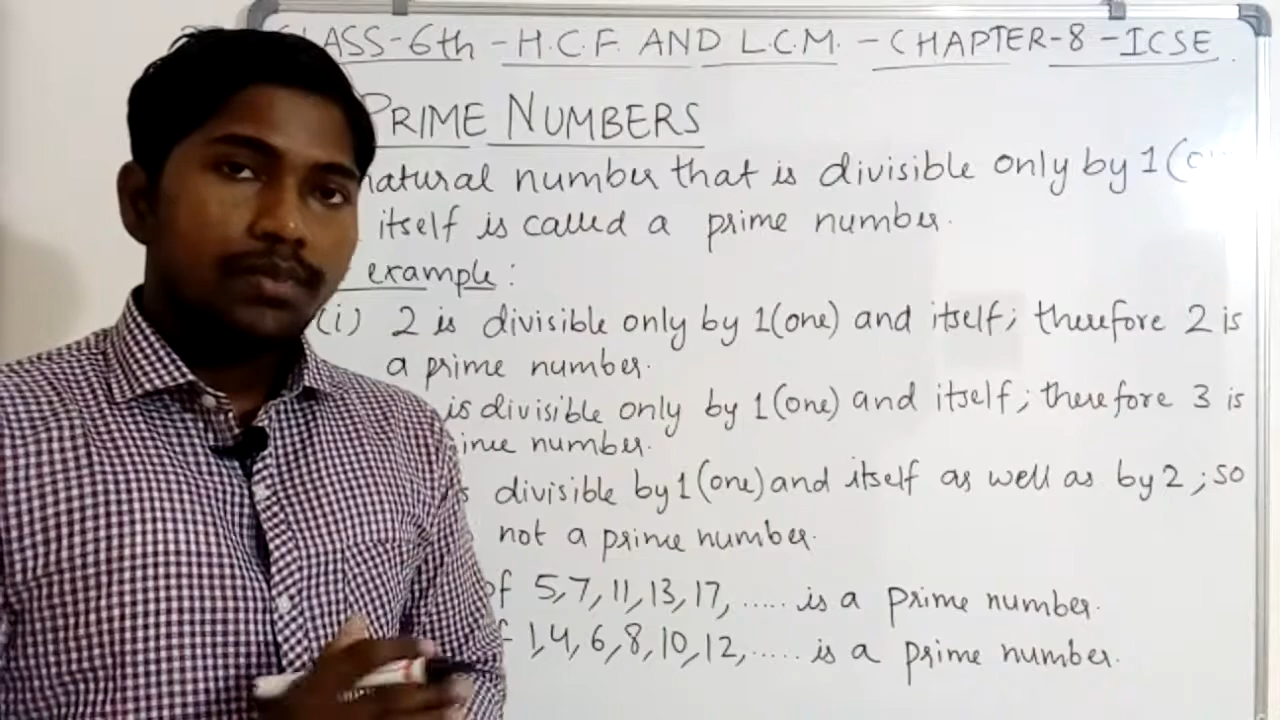 CLASS-6th - H.C.F. AND L.C.M. - CHAPTER-8 - ICSE.
PRIME NUMBERS
natural number that is divisible only by 1(
itself is called a prime number.
example:
(i) 2 is divisible only by 1(one) and itself; therefore 2 is
a prime number.
is divisible only by 1(one) and itself; therefore 3 is
number.
divisible by 1(one) and itself as well as by 2; so
not a prime number.
of 5,7,11,13,17,..... is a prime number.
1,4,6,8,10,12,..... is a prime number.